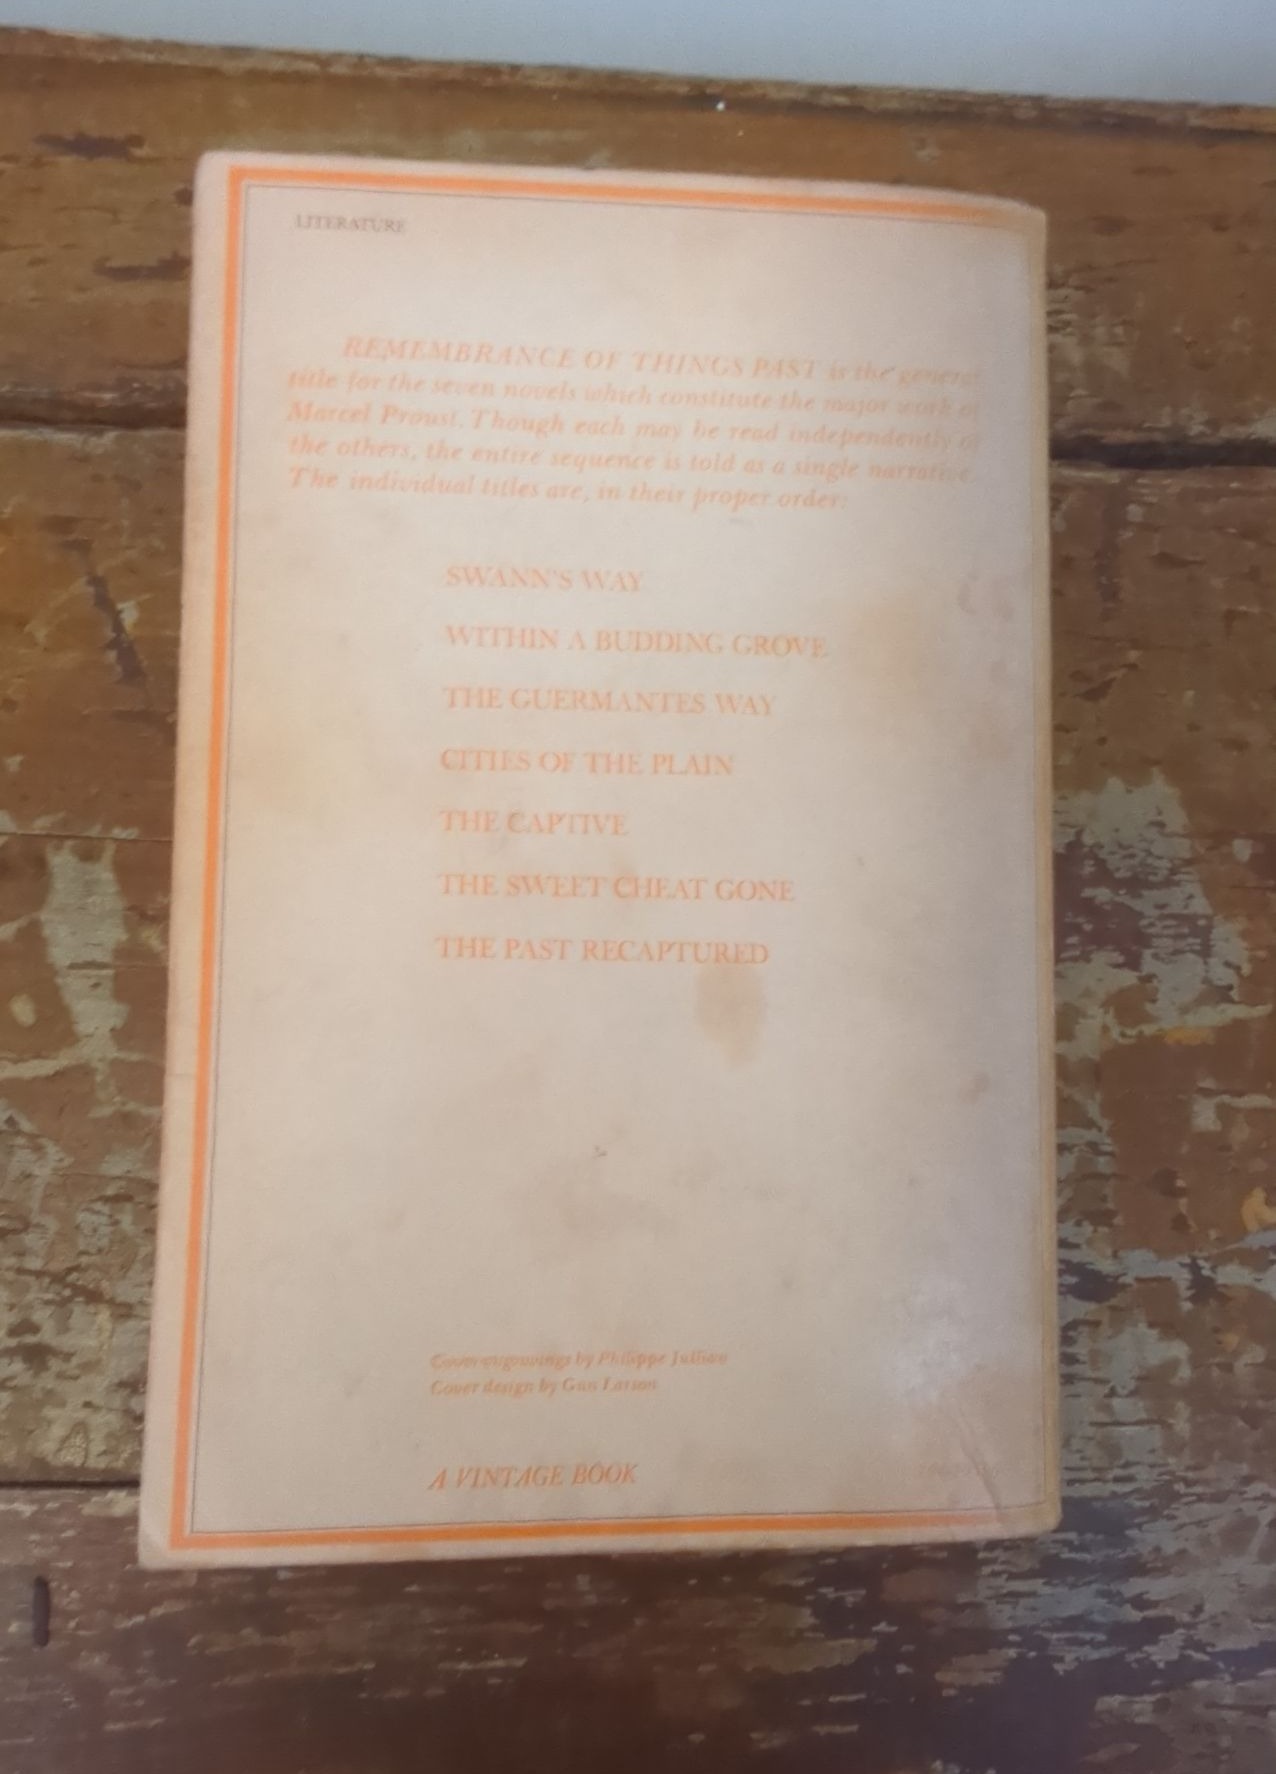 LITERATURE
REMEMBRANCE OF THINGS PAST is the general
title for the seven novels which constitute the major work of
Marcel Proust. Though each may be read independently of
the others, the entire sequence is told as a single narrative.
The individual titles are, in their proper order:
SWANN'S WAY
WITHIN A BUDDING GROVE
THE GUERMANTES WAY
CITIES OF THE PLAIN
THE CAPTIVE
THE SWEET CHEAT GONE
THE PAST RECAPTURED
Cover engravings by Philippe Jullian
Cover design by Gun Larson
A VINTAGE BOOK